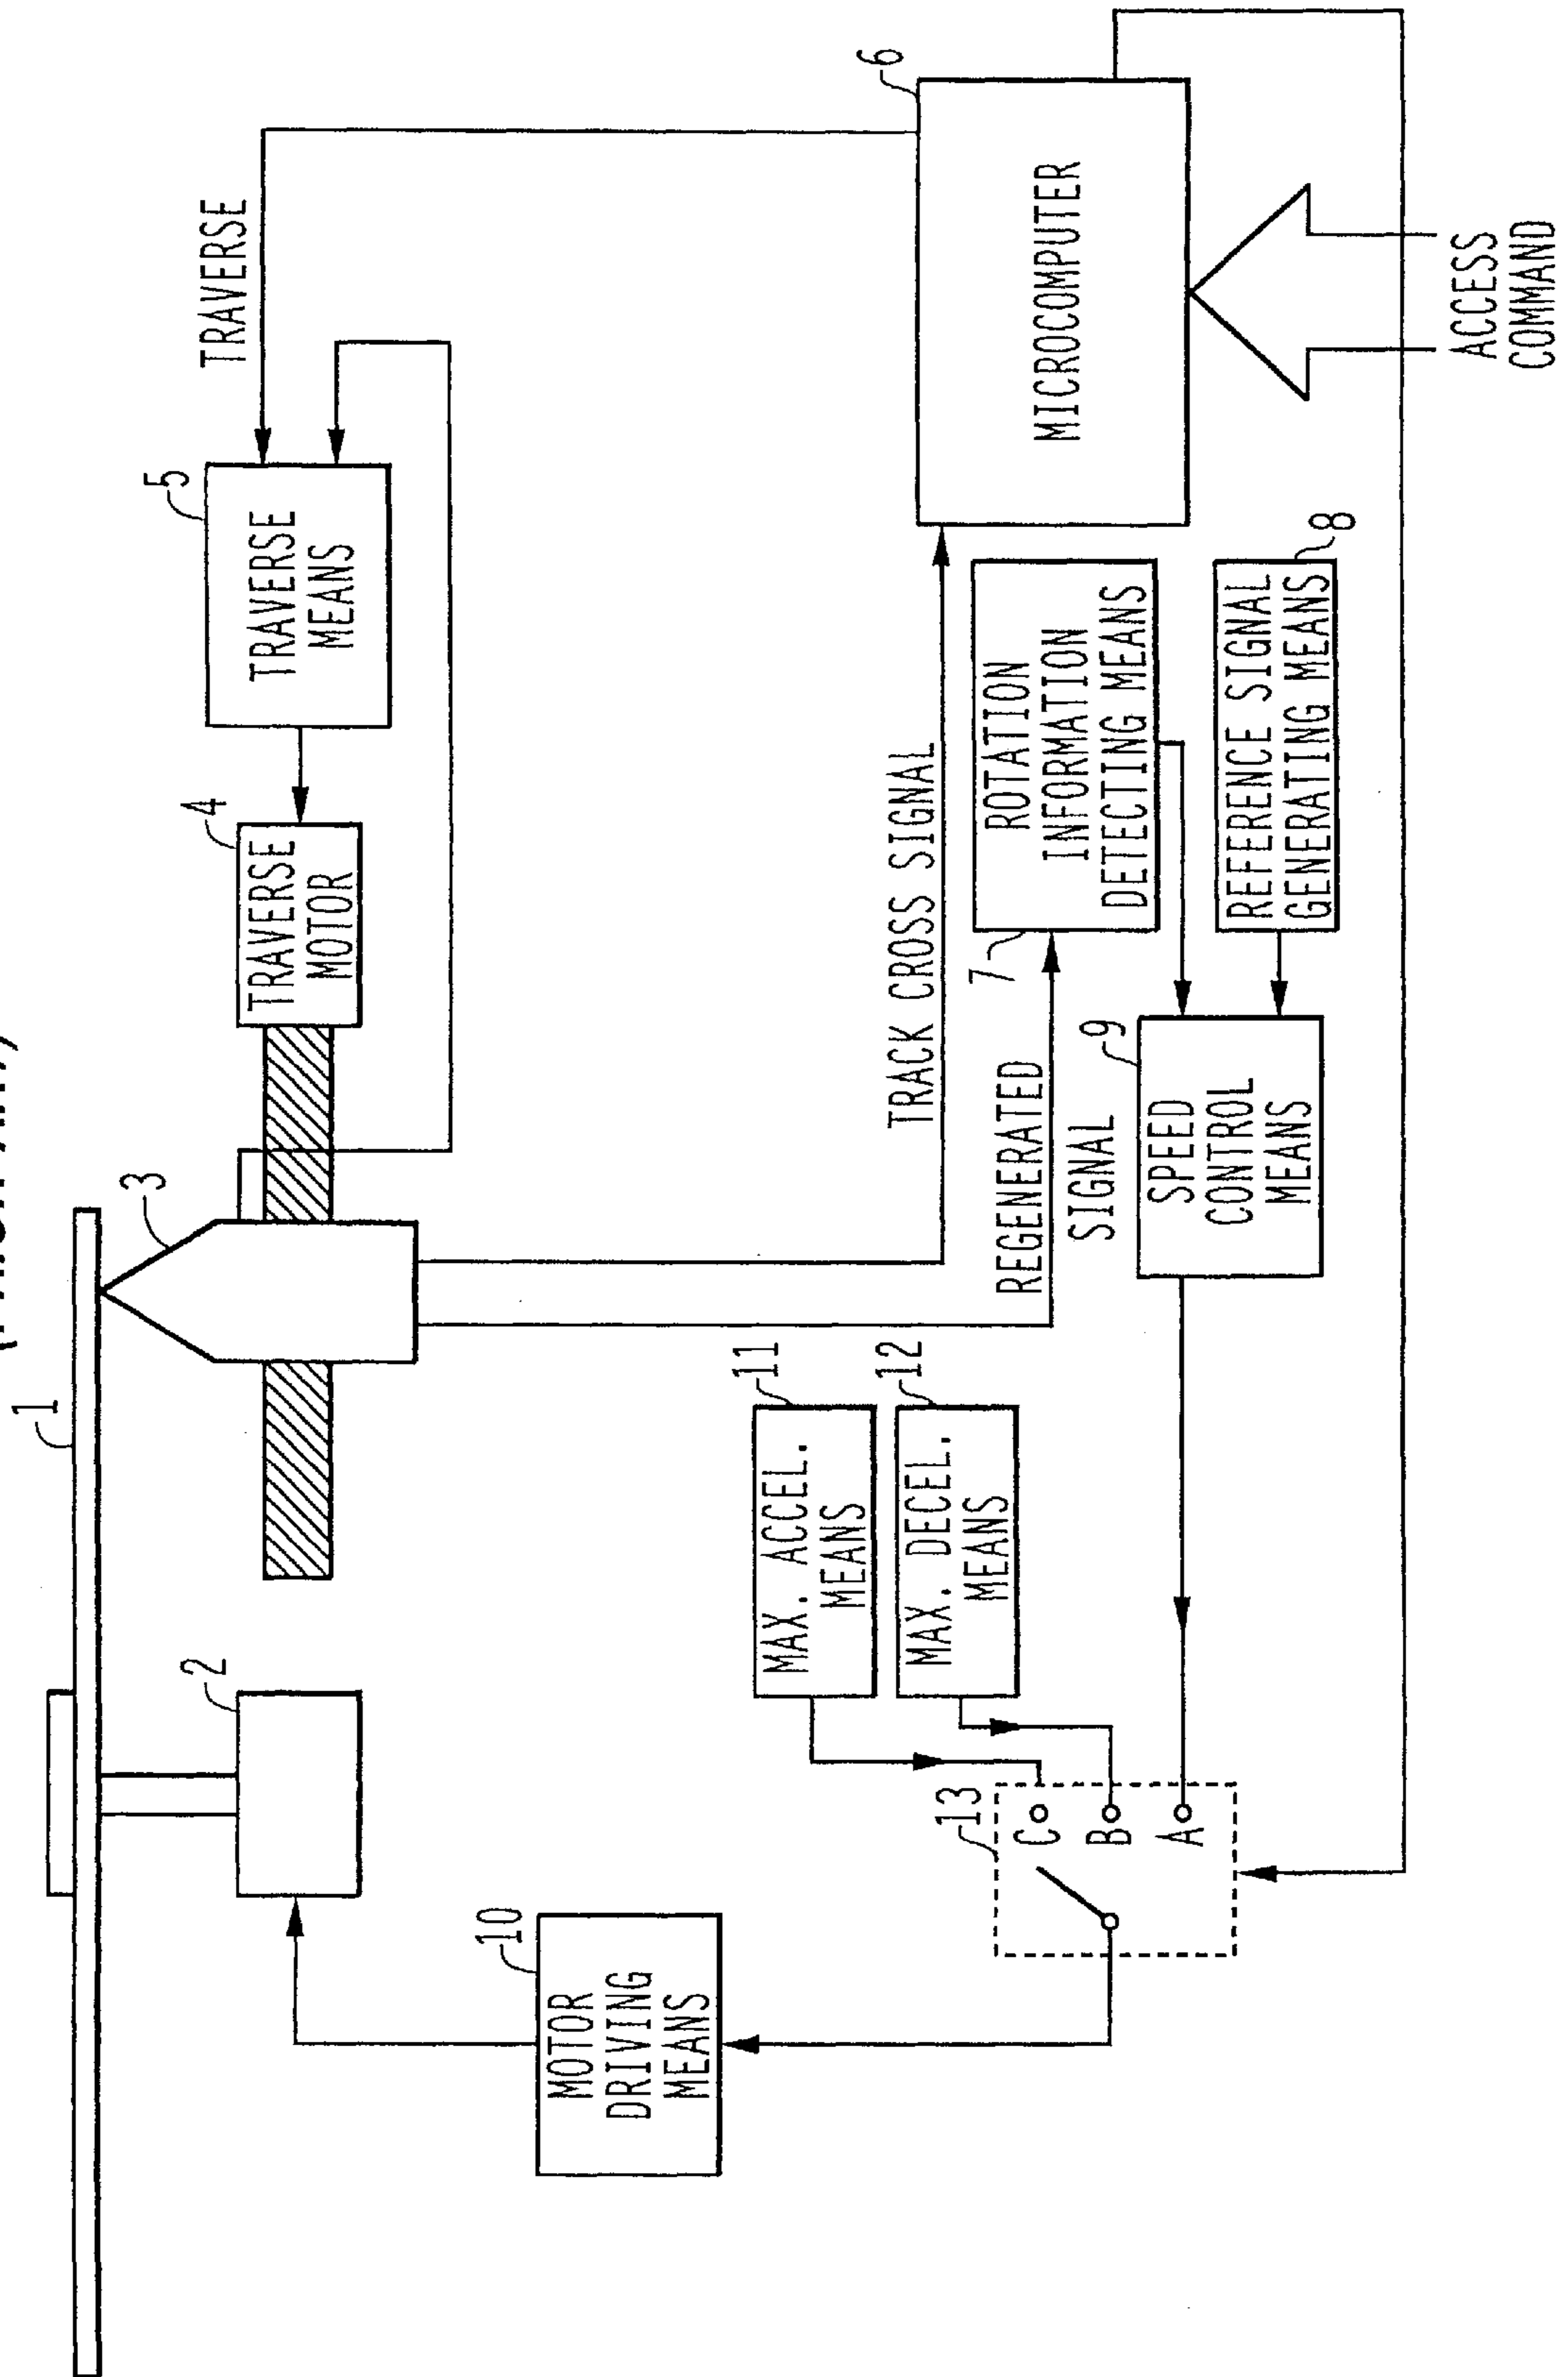 (PRIOR ART)
1
2
3
4
TRAVERSE
MOTOR
5
TRAVERSE
MEANS
TRAVERSE
6
MICROCOMPUTER
ACCESS
COMMAND
TRACK CROSS SIGNAL
REGENERATED
SIGNAL
7
ROTATION
INFORMATION
DETECTING MEANS
8
REFERENCE SIGNAL
GENERATING MEANS
9
SPEED
CONTROL
MEANS
10
MOTOR
DRIVING
MEANS
11
MAX. ACCEL.
MEANS
12
MAX. DECEL.
MEANS
13
C
B
A